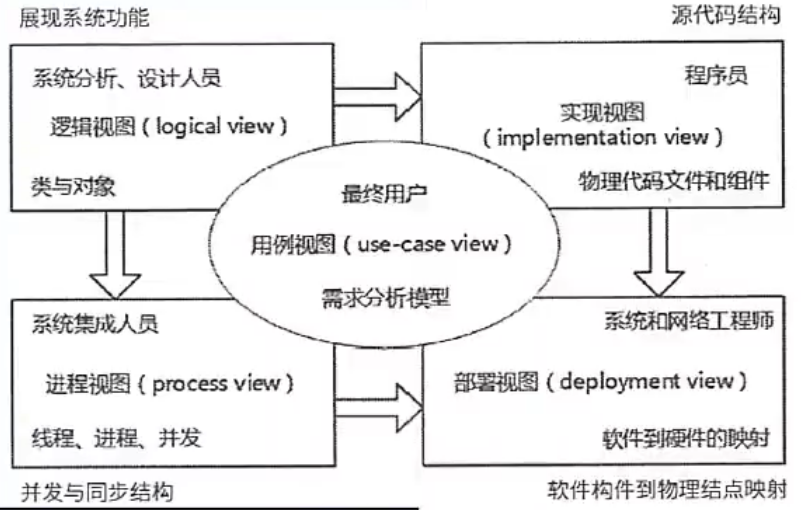 展现系统功能
源代码结构
系统分析、设计人员
逻辑视图（logical view）
类与对象
程序员
实现视图
（implementation view）
物理代码文件和组件
最终用户
用例视图（use-case view）
需求分析模型
系统集成人员
进程视图（process view）
线程、进程、并发
系统和网络工程师
部署视图（deployment view）
软件到硬件的映射
并发与同步结构
软件构件到物理结点映射